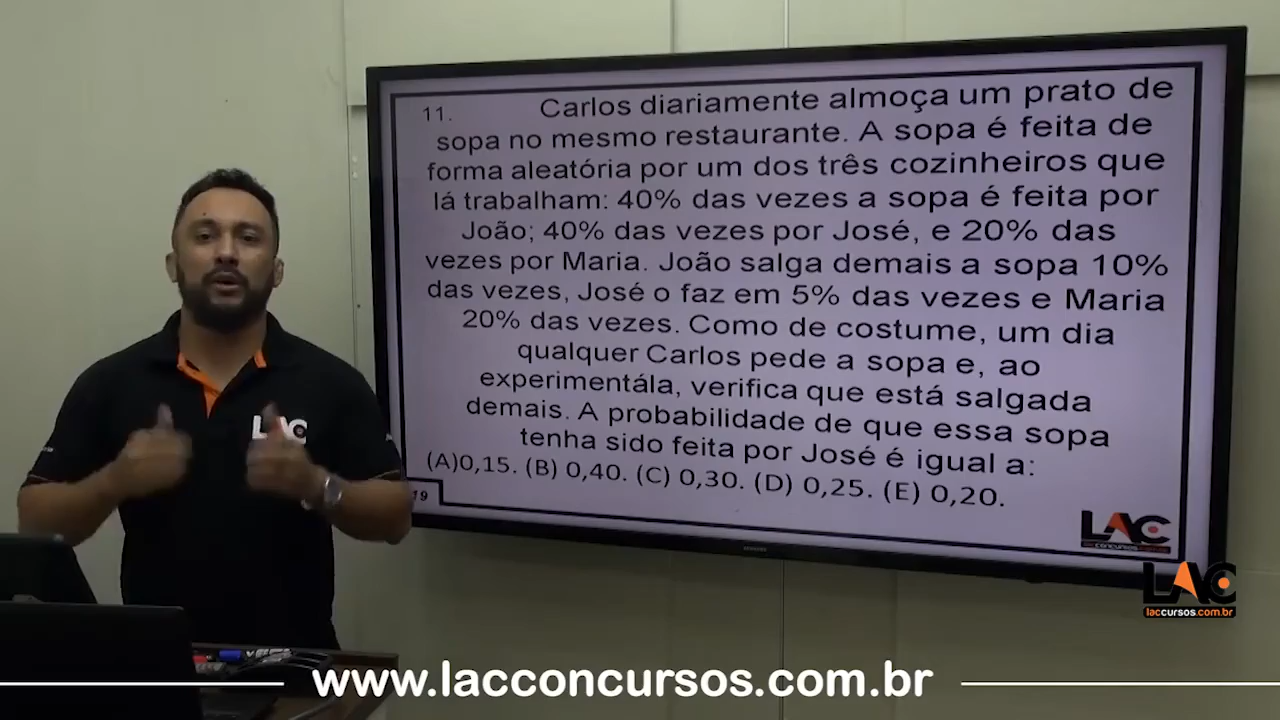 11. Carlos diariamente almoça um prato de
sopa no mesmo restaurante. A sopa é feita de
forma aleatória por um dos três cozinheiros que
lá trabalham: 40% das vezes a sopa é feita por
João; 40% das vezes por José, e 20% das
vezes por Maria. João salga demais a sopa 10%
das vezes, José o faz em 5% das vezes e Maria
20% das vezes. Como de costume, um dia
qualquer Carlos pede a sopa e, ao
experimentála, verifica que está salgada
demais. A probabilidade de que essa sopa
tenha sido feita por José é igual a:
(A)0,15. (B) 0,40. (C) 0,30. (D) 0,25. (E) 0,20.
19
LAC
LAC
concursos.com.br
LAC
laccursos.com.br
www.lacconcursos.com.br